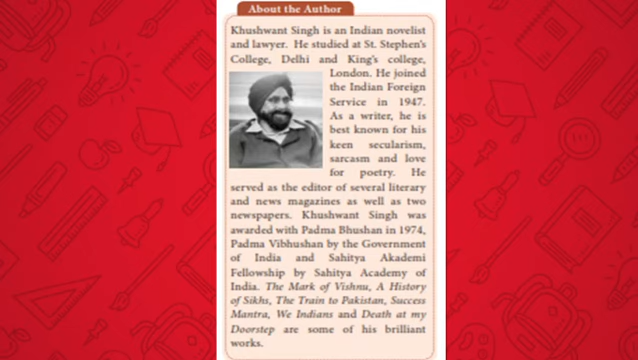 About the Author
Khushwant Singh is an Indian novelist
and lawyer. He studied at St. Stephen's
College, Delhi and King's college,
London. He joined
the Indian Foreign
Service in 1947.
As a writer, he is
best known for his
keen secularism,
sarcasm and love
for poetry. He
served as the editor of several literary
and news magazines as well as two
newspapers. Khushwant Singh was
awarded with Padma Bhushan in 1974,
Padma Vibhushan by the Government
of India and Sahitya Akademi
Fellowship by Sahitya Academy of
India. The Mark of Vishnu, A History
of Sikhs, The Train to Pakistan, Success
Mantra, We Indians and Death at my
Doorstep are some of his brilliant
works.